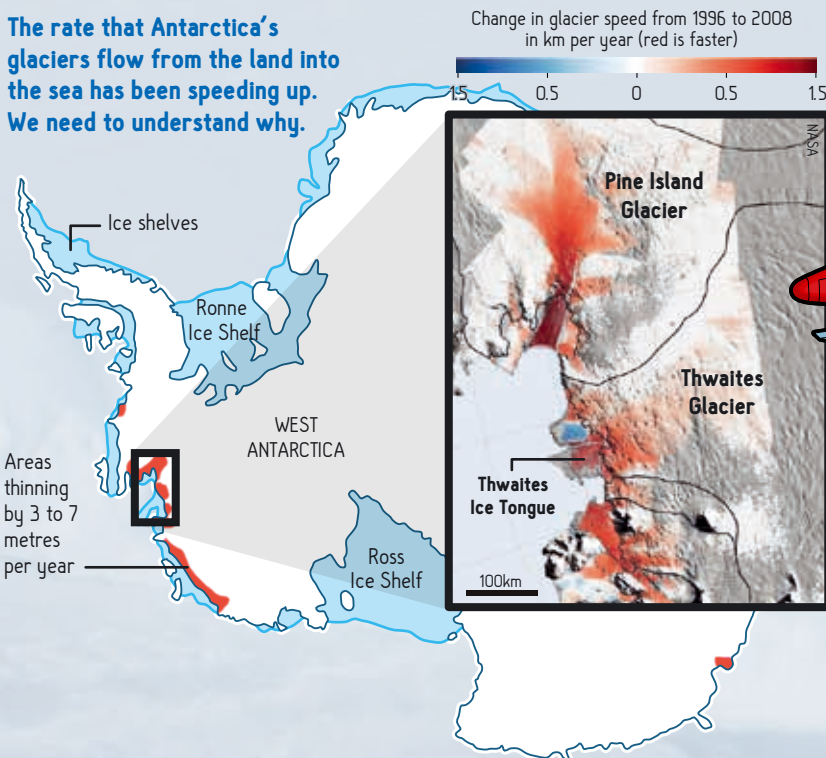 The rate that Antarctica's
glaciers flow from the land into
the sea has been speeding up.
We need to understand why.
Change in glacier speed from 1996 to 2008
in km per year (red is faster)
1.5 0.5 0 0.5 1.5
NASA
Pine Island
Glacier
Ice shelves
Ronne
Ice Shelf
Thwaites
Glacier
WEST
ANTARCTICA
Areas
thinning
by 3 to 7
metres
per year
Thwaites
Ice Tongue
Ross
Ice Shelf
100km